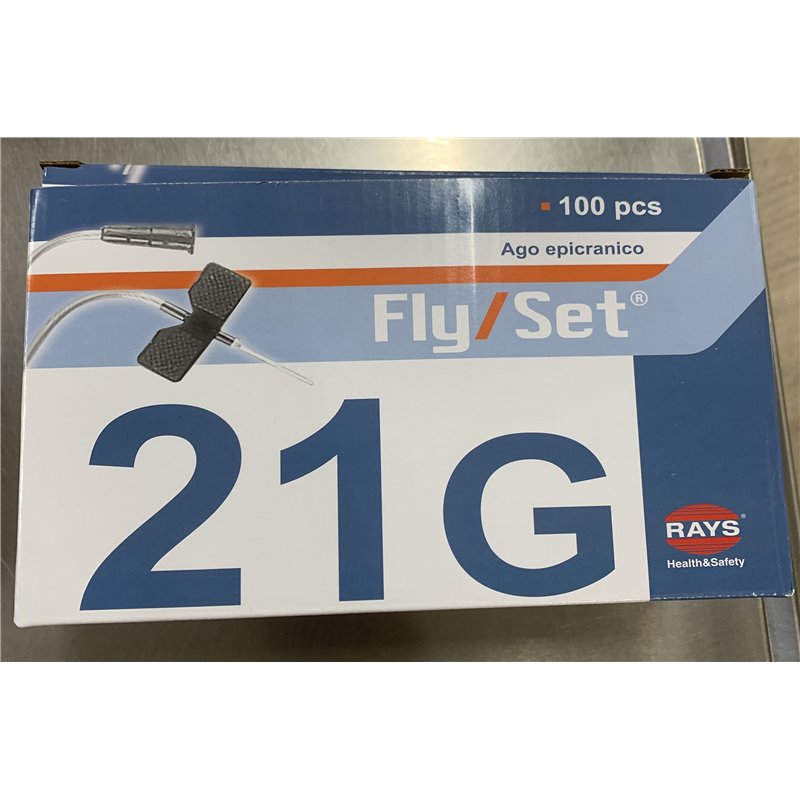 100 pcs
Ago epicranico
Fly/Set®
21G
RAYS®
Health&Safety